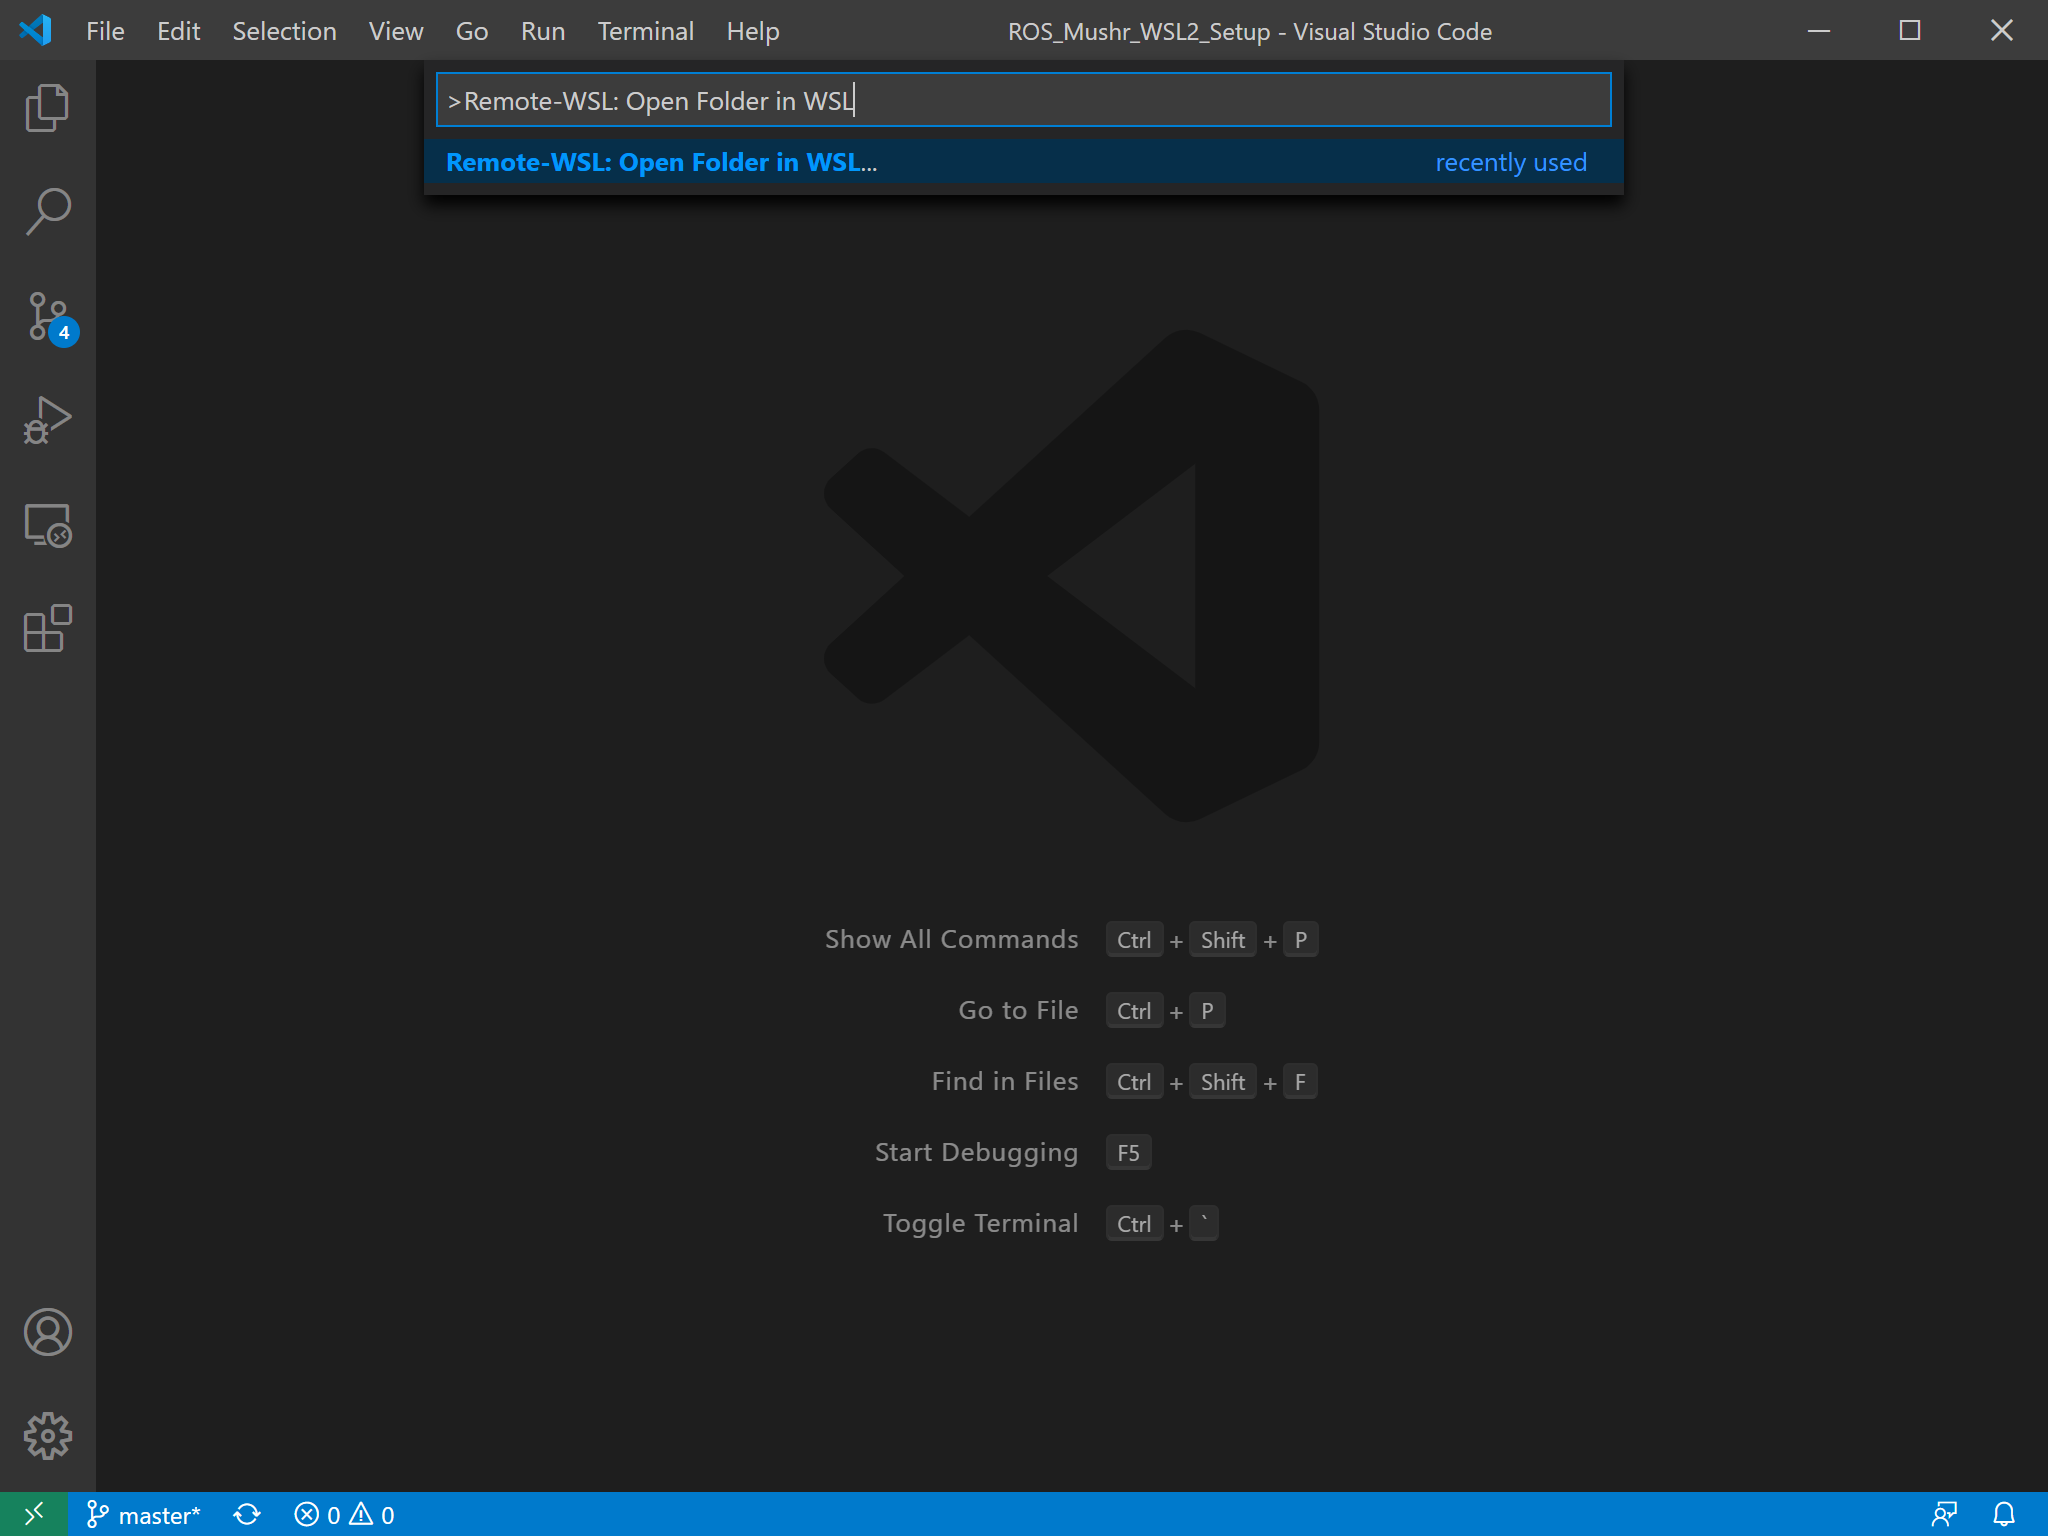 File Edit Selection View Go Run Terminal Help ROS_Mushr_WSL2_Setup - Visual Studio Code
>Remote-WSL: Open Folder in WSL
Remote-WSL: Open Folder in WSL... recently used
4
Show All Commands Ctrl + Shift + P
Go to File Ctrl + P
Find in Files Ctrl + Shift + F
Start Debugging F5
Toggle Terminal Ctrl + `
master* 0 0